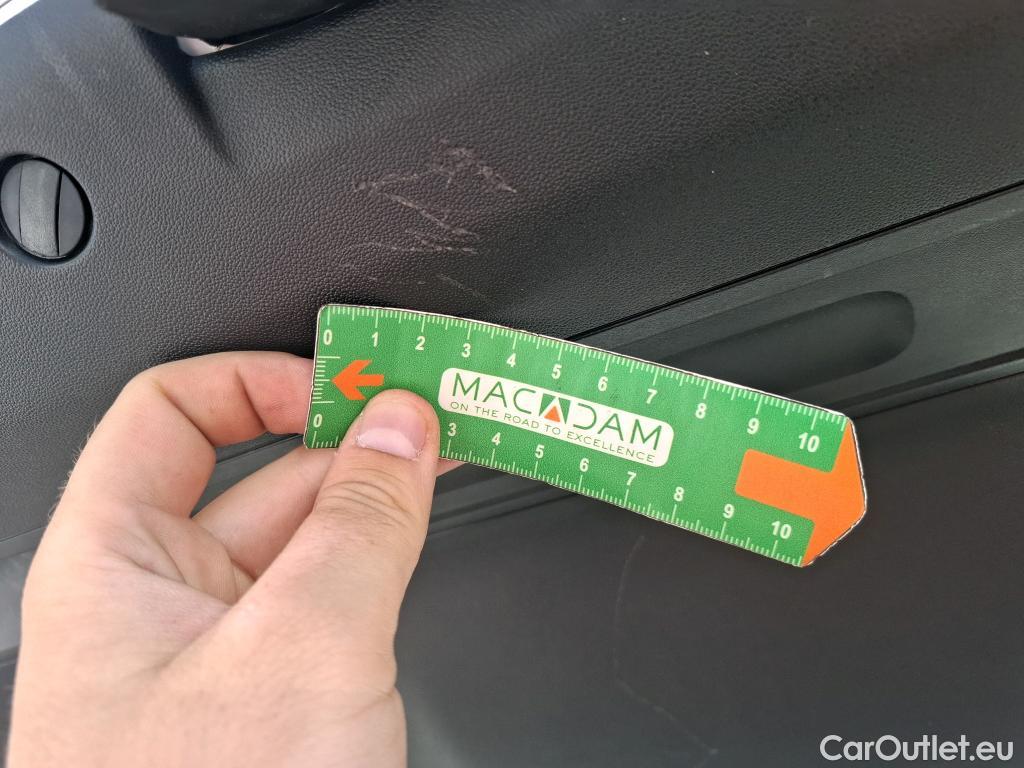 0 1 2 3 4 5 6 7 8 9 10
MACADAM
ON THE ROAD TO EXCELLENCE
0 3 4 5 6 7 8 9 10
CarOutlet.eu